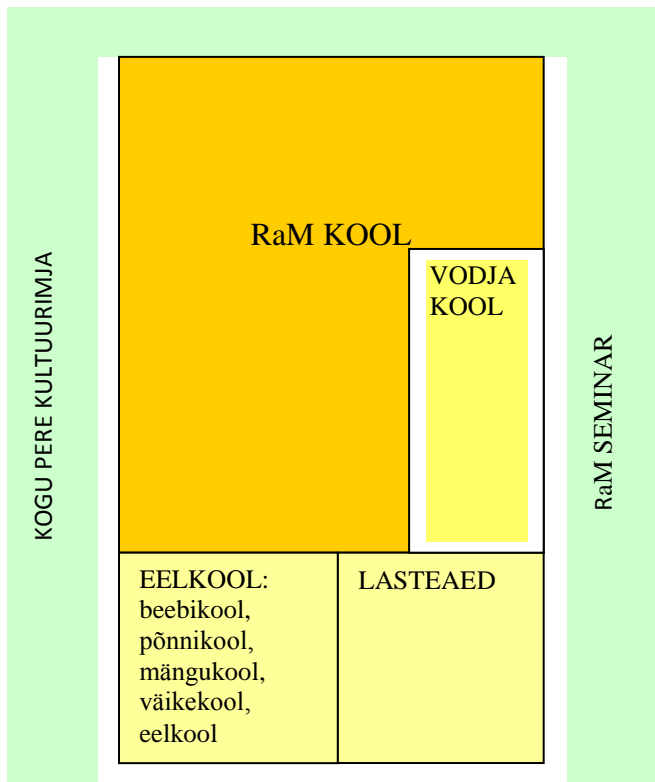 RaM KOOL
VODJA
KOOL
KOGU PERE KULTUURIMJA
RaM SEMINAR
EELKOOL:
beebikool,
põnnikool,
mängukool,
väikekool,
eelkool
LASTEAED